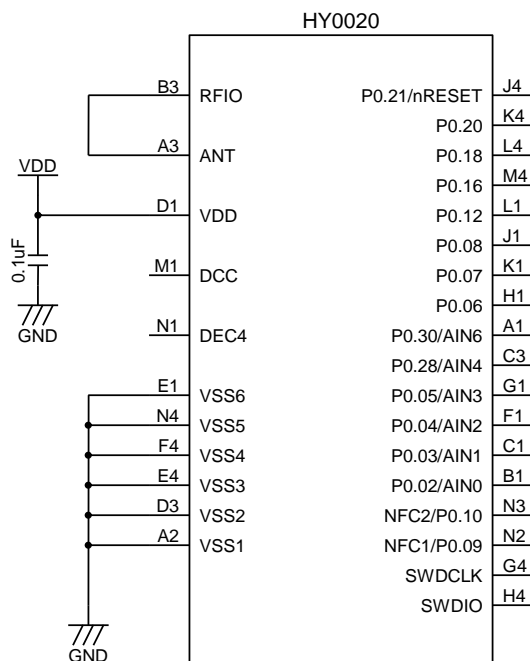 HY0020
B3 RFIO P0.21/nRESET J4
P0.20 K4
A3 ANT P0.18 L4
VDD P0.16 M4
D1 VDD P0.12 L1
0.1uF P0.08 J1
M1 DCC P0.07 K1
P0.06 H1
GND N1 DEC4 P0.30/AIN6 A1
P0.28/AIN4 C3
E1 VSS6 P0.05/AIN3 G1
N4 VSS5 P0.04/AIN2 F1
F4 VSS4 P0.03/AIN1 C1
E4 VSS3 P0.02/AIN0 B1
D3 VSS2 NFC2/P0.10 N3
A2 VSS1 NFC1/P0.09 N2
SWDCLK G4
SWDIO H4
GND